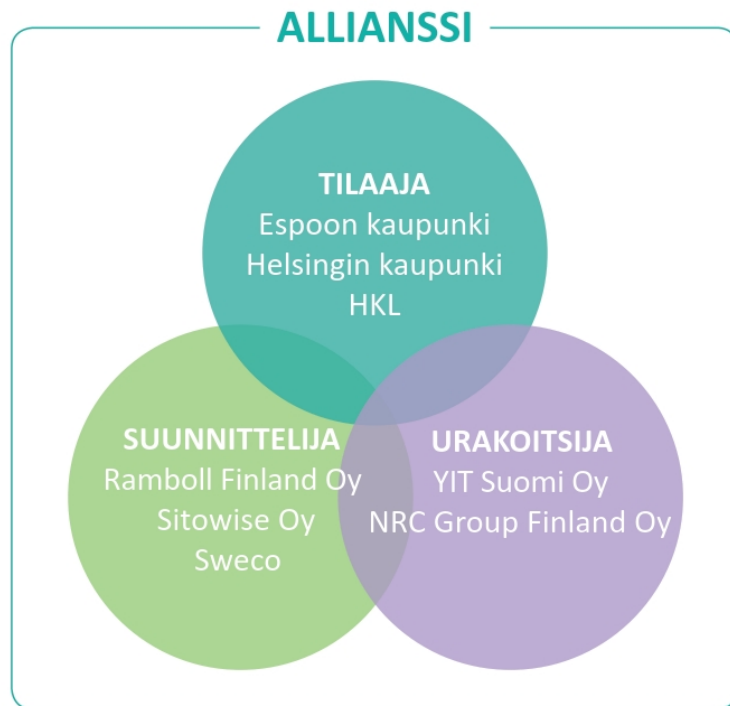 ALLIANSSI
TILAAJA
Espoon kaupunki
Helsingin kaupunki
HKL
SUUNNITTELIJA
Ramboll Finland Oy
Sitowise Oy
Sweco
URAKOITSIJA
YIT Suomi Oy
NRC Group Finland Oy